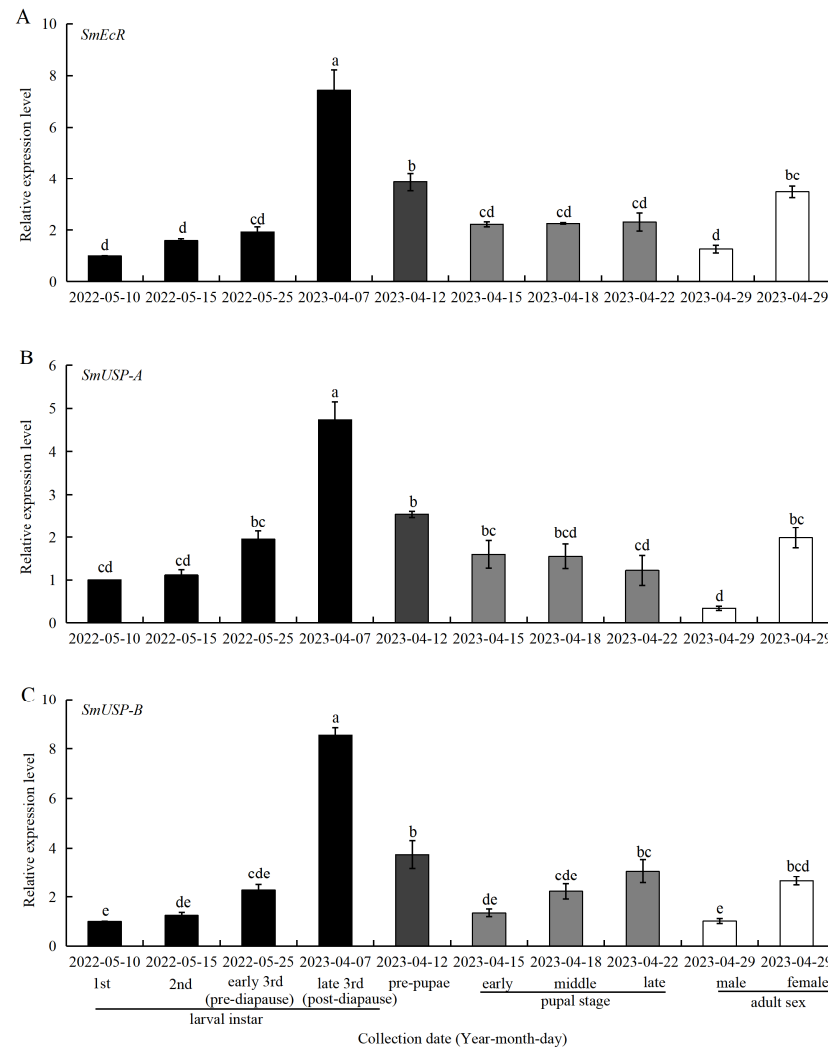 A
SmEcR
Relative expression level
10
8
6
4
2
0
d d cd a b cd cd cd d bc
2022-05-10 2022-05-15 2022-05-25 2023-04-07 2023-04-12 2023-04-15 2023-04-18 2023-04-22 2023-04-29 2023-04-29
B
SmUSP-A
Relative expression level
6
5
4
3
2
1
0
cd cd bc a b bc bcd cd d bc
2022-05-10 2022-05-15 2022-05-25 2023-04-07 2023-04-12 2023-04-15 2023-04-18 2023-04-22 2023-04-29 2023-04-29
C
SmUSP-B
Relative expression level
10
8
6
4
2
0
e de cde a b de cde bc e bcd
2022-05-10 2022-05-15 2022-05-25 2023-04-07 2023-04-12 2023-04-15 2023-04-18 2023-04-22 2023-04-29 2023-04-29
1st 2nd early 3rd late 3rd pre-pupae early middle late male female
(pre-diapause) (post-diapause) pupal stage adult sex
larval instar
Collection date (Year-month-day)